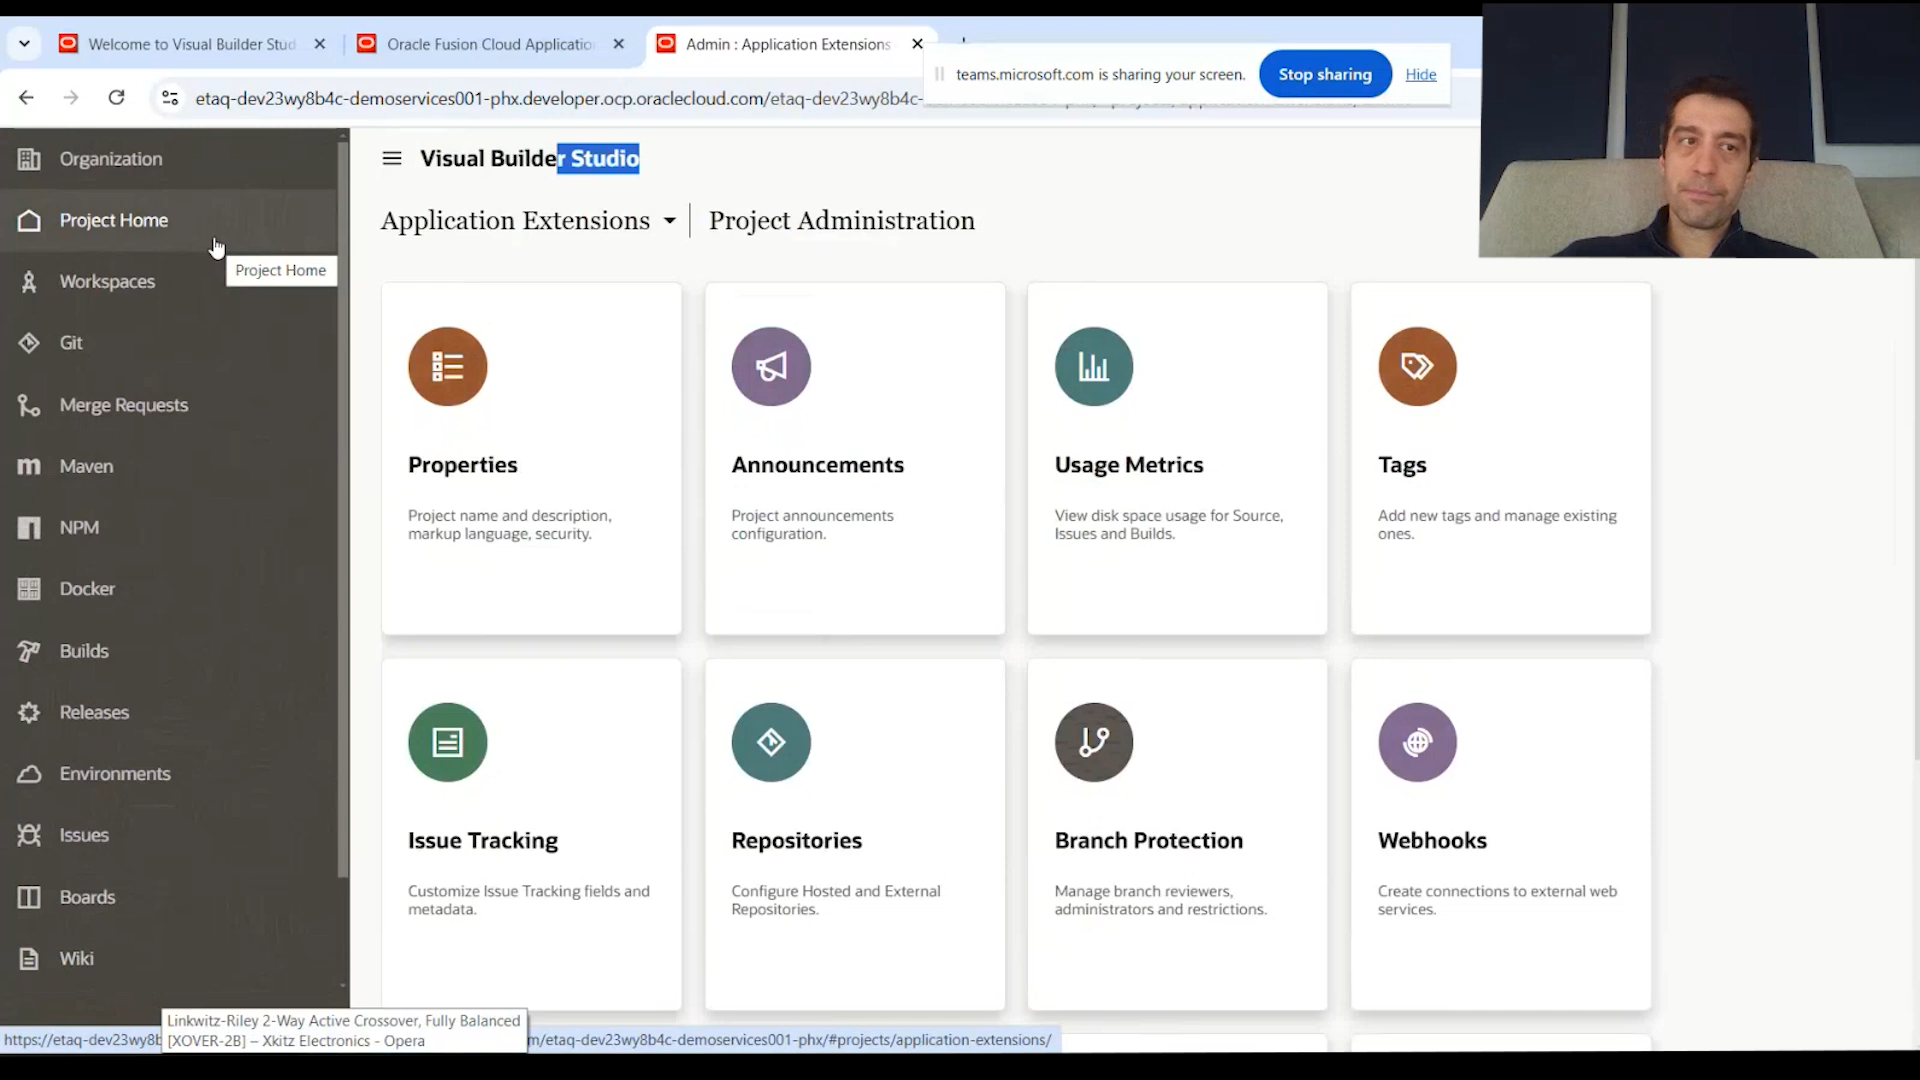 Welcome to Visual Builder Stud
Oracle Fusion Cloud Applicatio
Admin : Application Extensions
teams.microsoft.com is sharing your screen.
Stop sharing
Hide
etaq-dev23wy8b4c-demoservices001-phx.developer.ocp.oraclecloud.com/etaq-dev23wy8b4c-
Organization
Project Home
Project Home
Workspaces
Git
Merge Requests
Maven
NPM
Docker
Builds
Releases
Environments
Issues
Boards
Wiki
Visual Builder Studio
Application Extensions
Project Administration
Properties
Project name and description,
markup language, security.
Announcements
Project announcements
configuration.
Usage Metrics
View disk space usage for Source,
Issues and Builds.
Tags
Add new tags and manage existing
ones.
Issue Tracking
Customize Issue Tracking fields and
metadata.
Repositories
Configure Hosted and External
Repositories.
Branch Protection
Manage branch reviewers,
administrators and restrictions.
Webhooks
Create connections to external web
services.
Linkwitz-Riley 2-Way Active Crossover, Fully Balanced
[XOVER-2B] – Xkitz Electronics - Opera
https://etaq-dev23wy8b
m/etaq-dev23wy8b4c-demoservices001-phx/#projects/application-extensions/